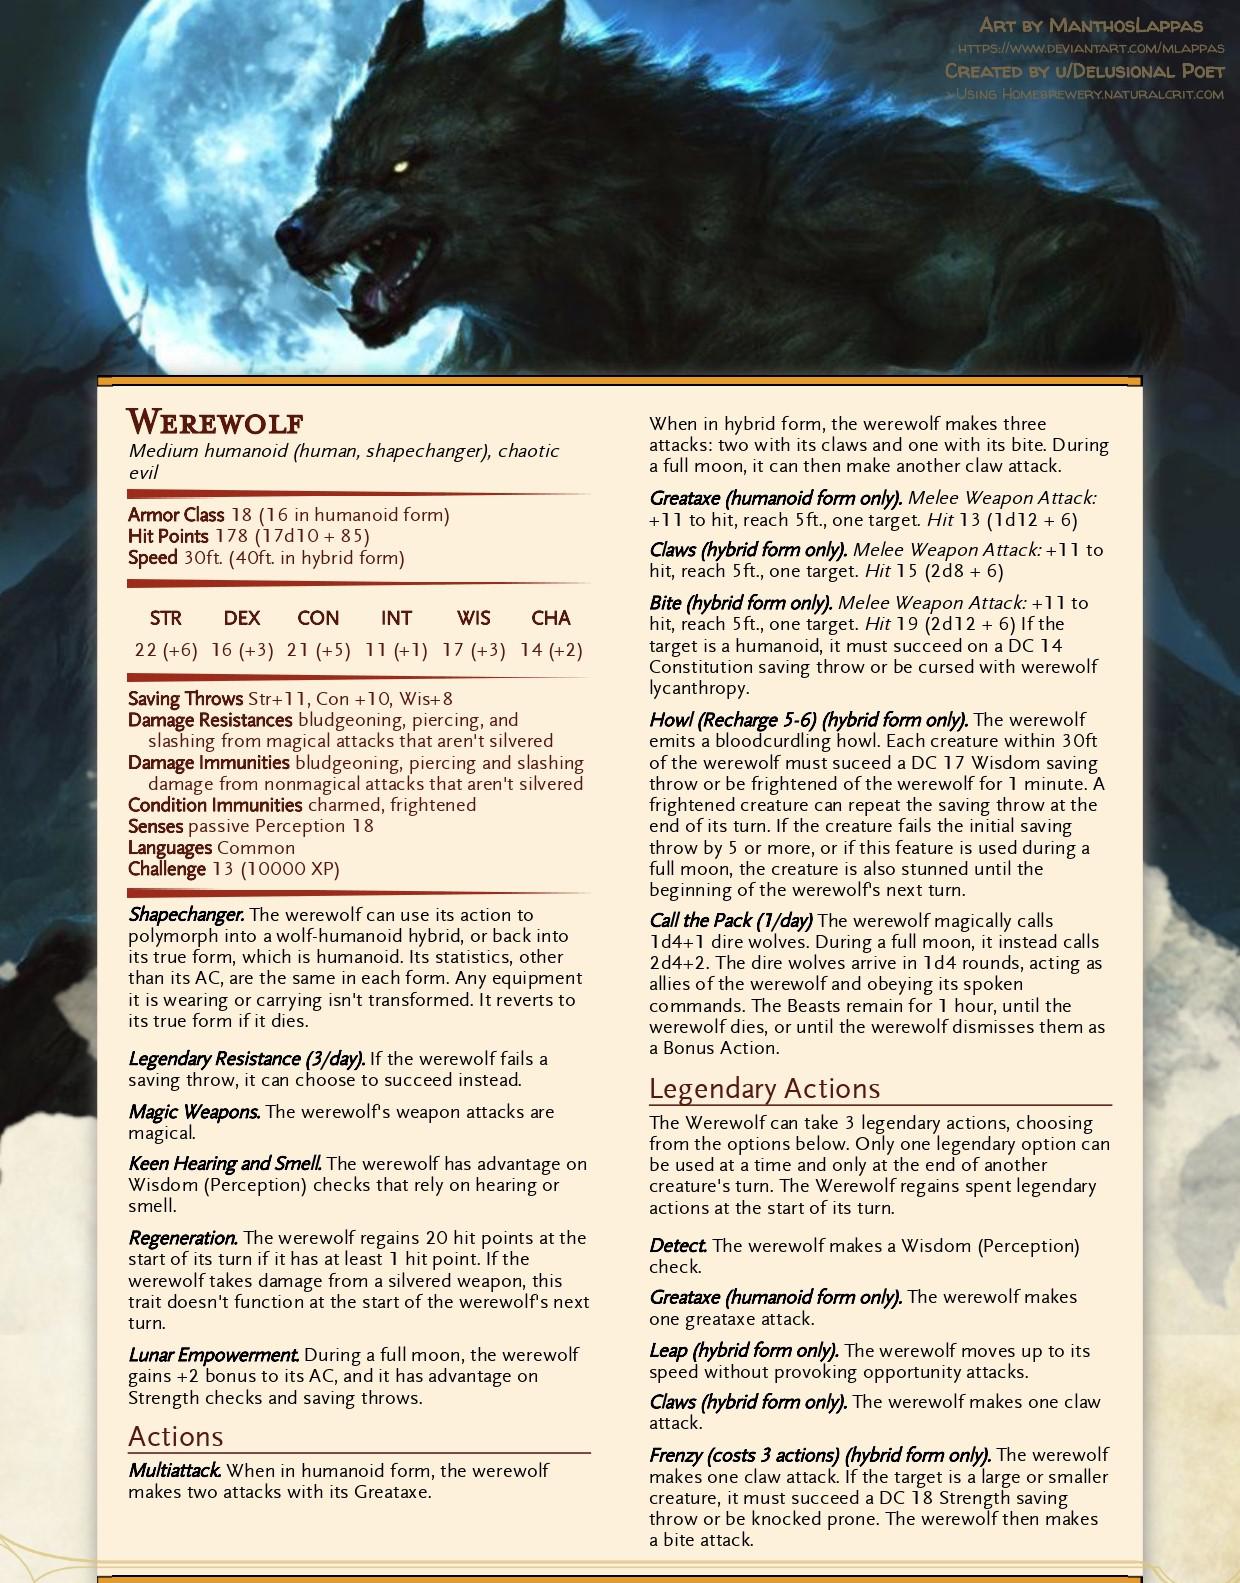 Art by ManthosLappas
https://www.deviantart.com/mlappas
Created by u/Delusional Poet
>Using Homebrewery.naturalcrit.com
Werewolf
Medium humanoid (human, shapechanger), chaotic
evil
Armor Class 18 (16 in humanoid form)
Hit Points 178 (17d10 + 85)
Speed 30ft. (40ft. in hybrid form)
STR DEX CON INT WIS CHA
22 (+6) 16 (+3) 21 (+5) 11 (+1) 17 (+3) 14 (+2)
Saving Throws Str+11, Con +10, Wis+8
Damage Resistances bludgeoning, piercing, and
slashing from magical attacks that aren't silvered
Damage Immunities bludgeoning, piercing and slashing
damage from nonmagical attacks that aren't silvered
Condition Immunities charmed, frightened
Senses passive Perception 18
Languages Common
Challenge 13 (10000 XP)
Shapechanger. The werewolf can use its action to
polymorph into a wolf-humanoid hybrid, or back into
its true form, which is humanoid. Its statistics, other
than its AC, are the same in each form. Any equipment
it is wearing or carrying isn't transformed. It reverts to
its true form if it dies.
Legendary Resistance (3/day). If the werewolf fails a
saving throw, it can choose to succeed instead.
Magic Weapons. The werewolf's weapon attacks are
magical.
Keen Hearing and Smell. The werewolf has advantage on
Wisdom (Perception) checks that rely on hearing or
smell.
Regeneration. The werewolf regains 20 hit points at the
start of its turn if it has at least 1 hit point. If the
werewolf takes damage from a silvered weapon, this
trait doesn't function at the start of the werewolf's next
turn.
Lunar Empowerment. During a full moon, the werewolf
gains +2 bonus to its AC, and it has advantage on
Strength checks and saving throws.
Actions
Multiattack. When in humanoid form, the werewolf
makes two attacks with its Greataxe.
When in hybrid form, the werewolf makes three
attacks: two with its claws and one with its bite. During
a full moon, it can then make another claw attack.
Greataxe (humanoid form only). Melee Weapon Attack:
+11 to hit, reach 5ft., one target. Hit 13 (1d12 + 6)
Claws (hybrid form only). Melee Weapon Attack: +11 to
hit, reach 5ft., one target. Hit 15 (2d8 + 6)
Bite (hybrid form only). Melee Weapon Attack: +11 to
hit, reach 5ft., one target. Hit 19 (2d12 + 6) If the
target is a humanoid, it must succeed on a DC 14
Constitution saving throw or be cursed with werewolf
lycanthropy.
Howl (Recharge 5-6) (hybrid form only). The werewolf
emits a bloodcurdling howl. Each creature within 30ft
of the werewolf must suceed a DC 17 Wisdom saving
throw or be frightened of the werewolf for 1 minute. A
frightened creature can repeat the saving throw at the
end of its turn. If the creature fails the initial saving
throw by 5 or more, or if this feature is used during a
full moon, the creature is also stunned until the
beginning of the werewolf's next turn.
Call the Pack (1/day) The werewolf magically calls
1d4+1 dire wolves. During a full moon, it instead calls
2d4+2. The dire wolves arrive in 1d4 rounds, acting as
allies of the werewolf and obeying its spoken
commands. The Beasts remain for 1 hour, until the
werewolf dies, or until the werewolf dismisses them as
a Bonus Action.
Legendary Actions
The Werewolf can take 3 legendary actions, choosing
from the options below. Only one legendary option can
be used at a time and only at the end of another
creature's turn. The Werewolf regains spent legendary
actions at the start of its turn.
Detect. The werewolf makes a Wisdom (Perception)
check.
Greataxe (humanoid form only). The werewolf makes
one greataxe attack.
Leap (hybrid form only). The werewolf moves up to its
speed without provoking opportunity attacks.
Claws (hybrid form only). The werewolf makes one claw
attack.
Frenzy (costs 3 actions) (hybrid form only). The werewolf
makes one claw attack. If the target is a large or smaller
creature, it must succeed a DC 18 Strength saving
throw or be knocked prone. The werewolf then makes
a bite attack.